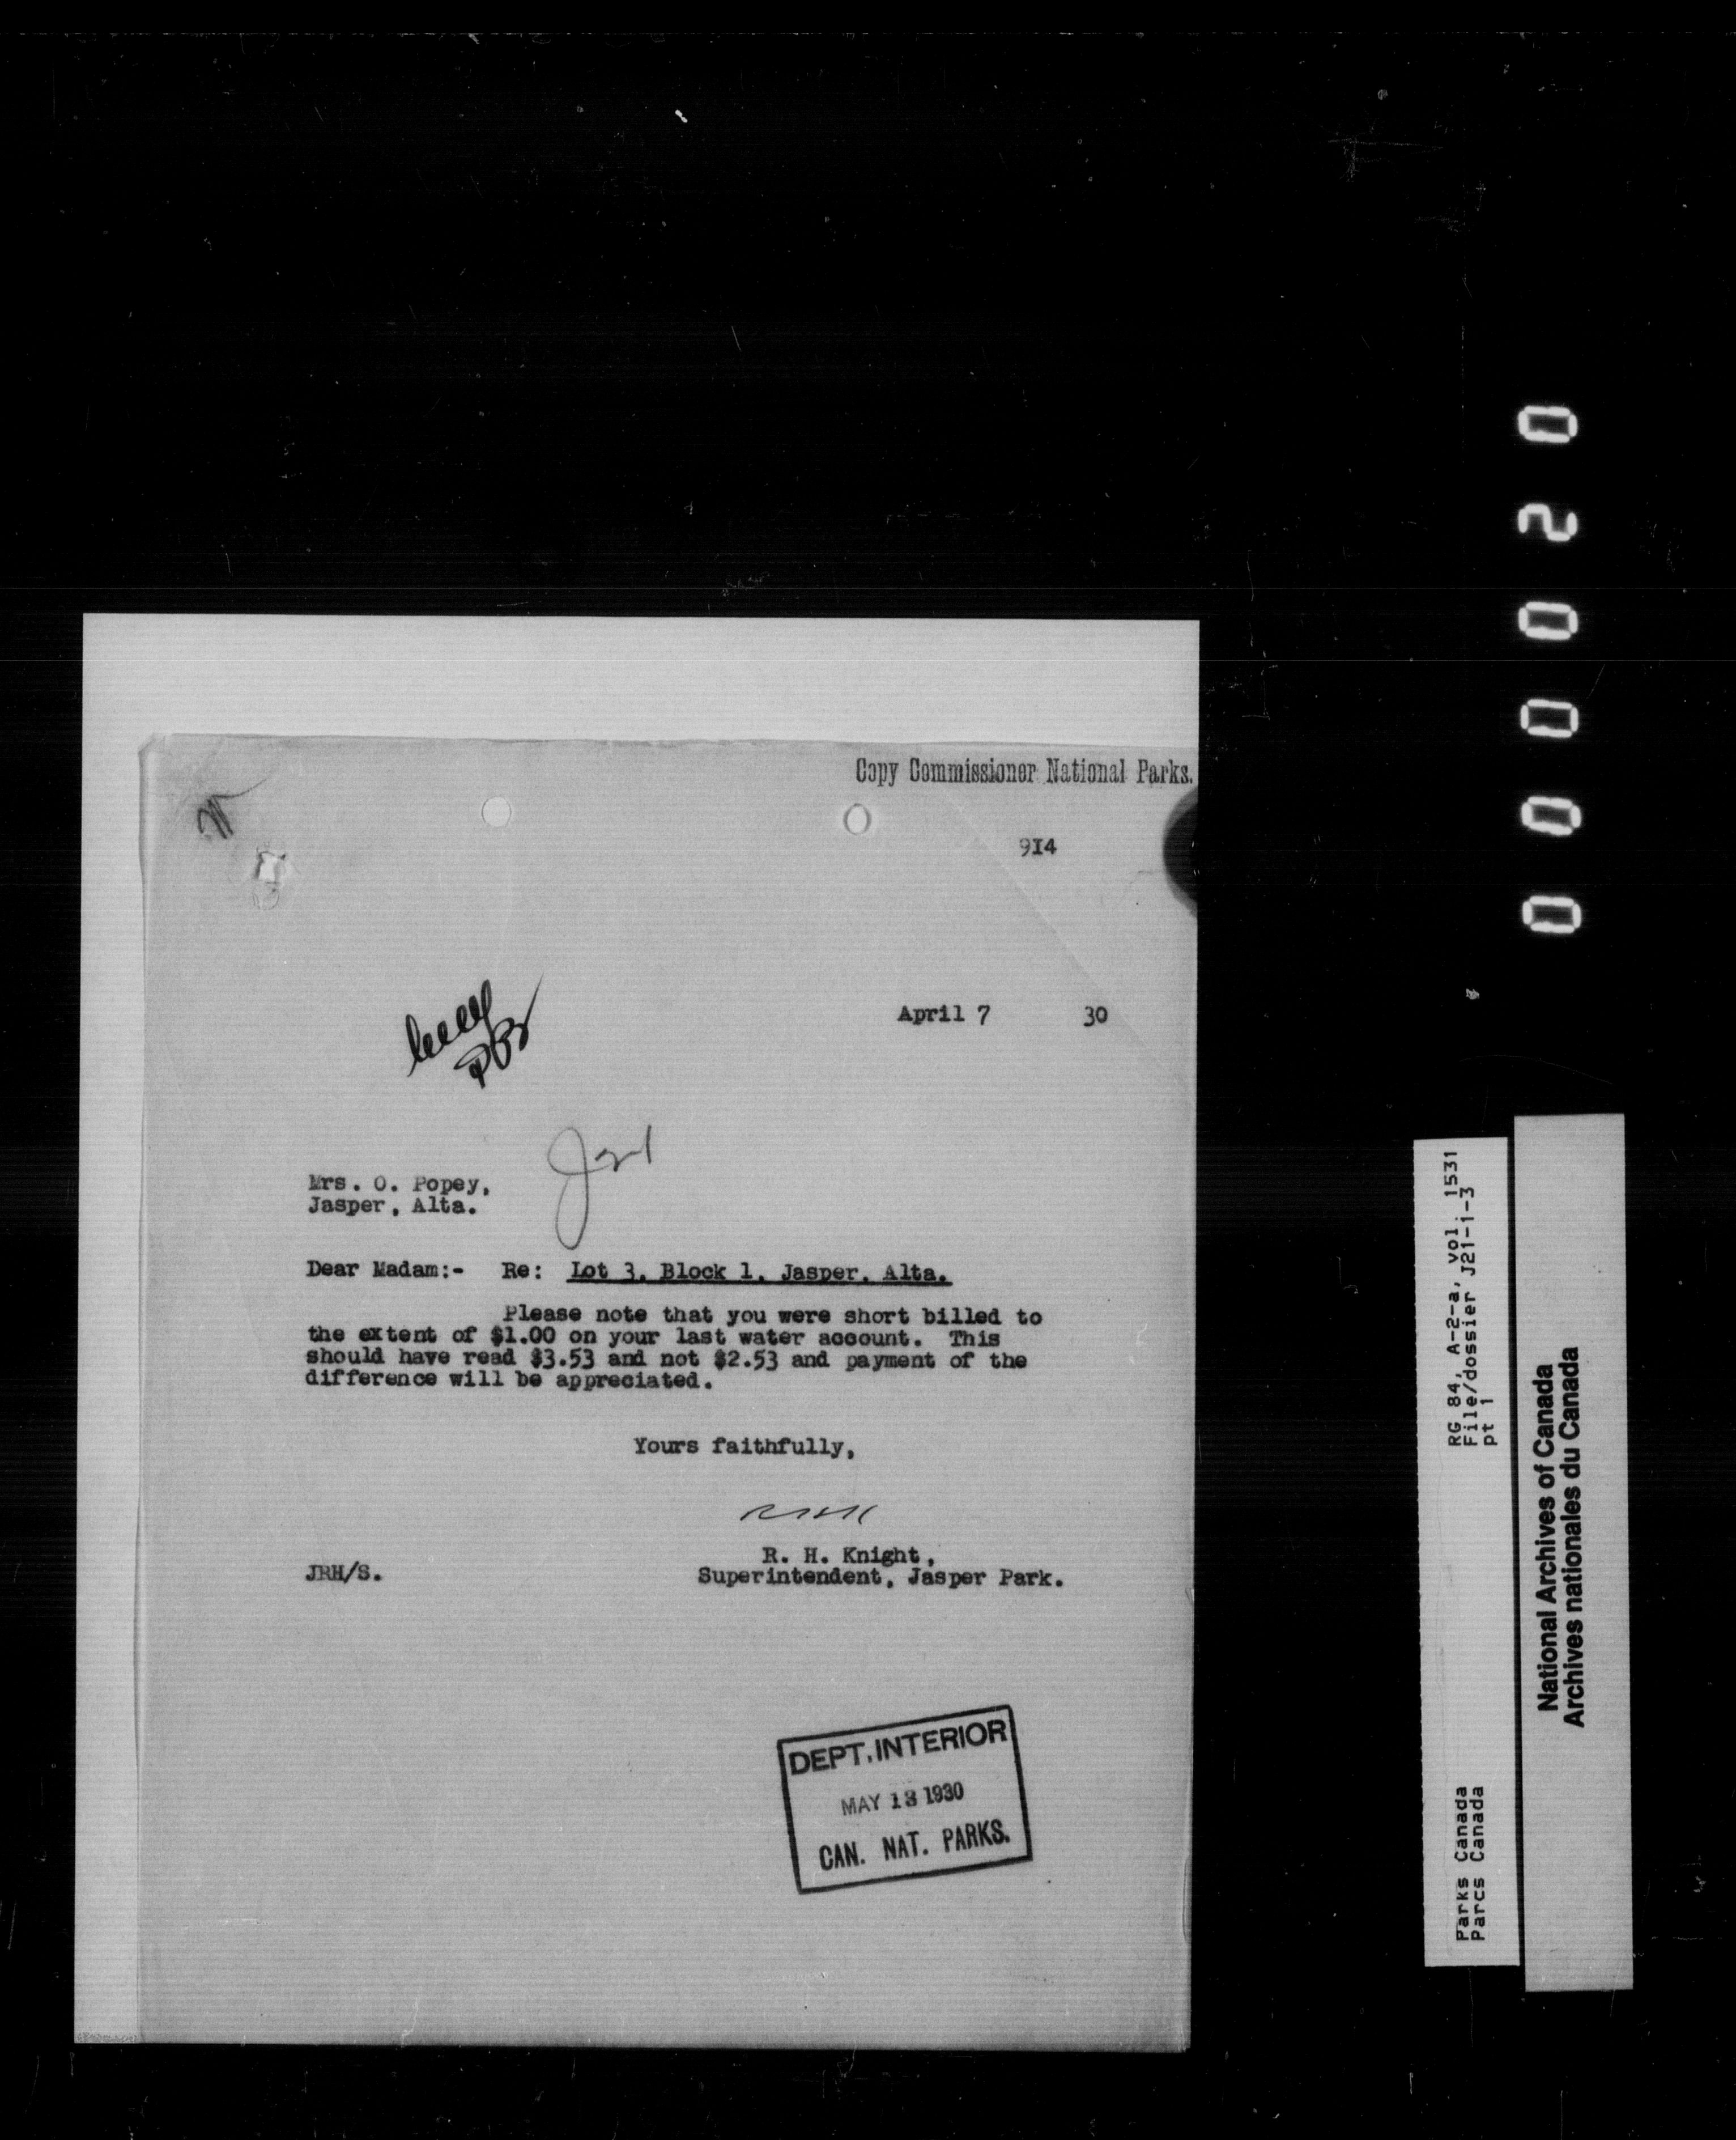 Copy Commissioner National Parks.
9I4
April 7 30
Mrs. O. Popey,
Jasper, Alta.
J21
Dear Madam:- Re: Lot 3, Block 1, Jasper, Alta.
Please note that you were short billed to
the extent of $1.00 on your last water account. This
should have read $3.53 and not $2.53 and payment of the
difference will be appreciated.
Yours faithfully,
R. H. Knight,
JRH/S. Superintendent, Jasper Park.
DEPT. INTERIOR
MAY 13 1930
CAN. NAT. PARKS.
000020
RG 84, A-2-a, vol. 1531
File/dossier J21-1-3
pt 1
Parks Canada
Parcs Canada
National Archives of Canada
Archives nationales du Canada